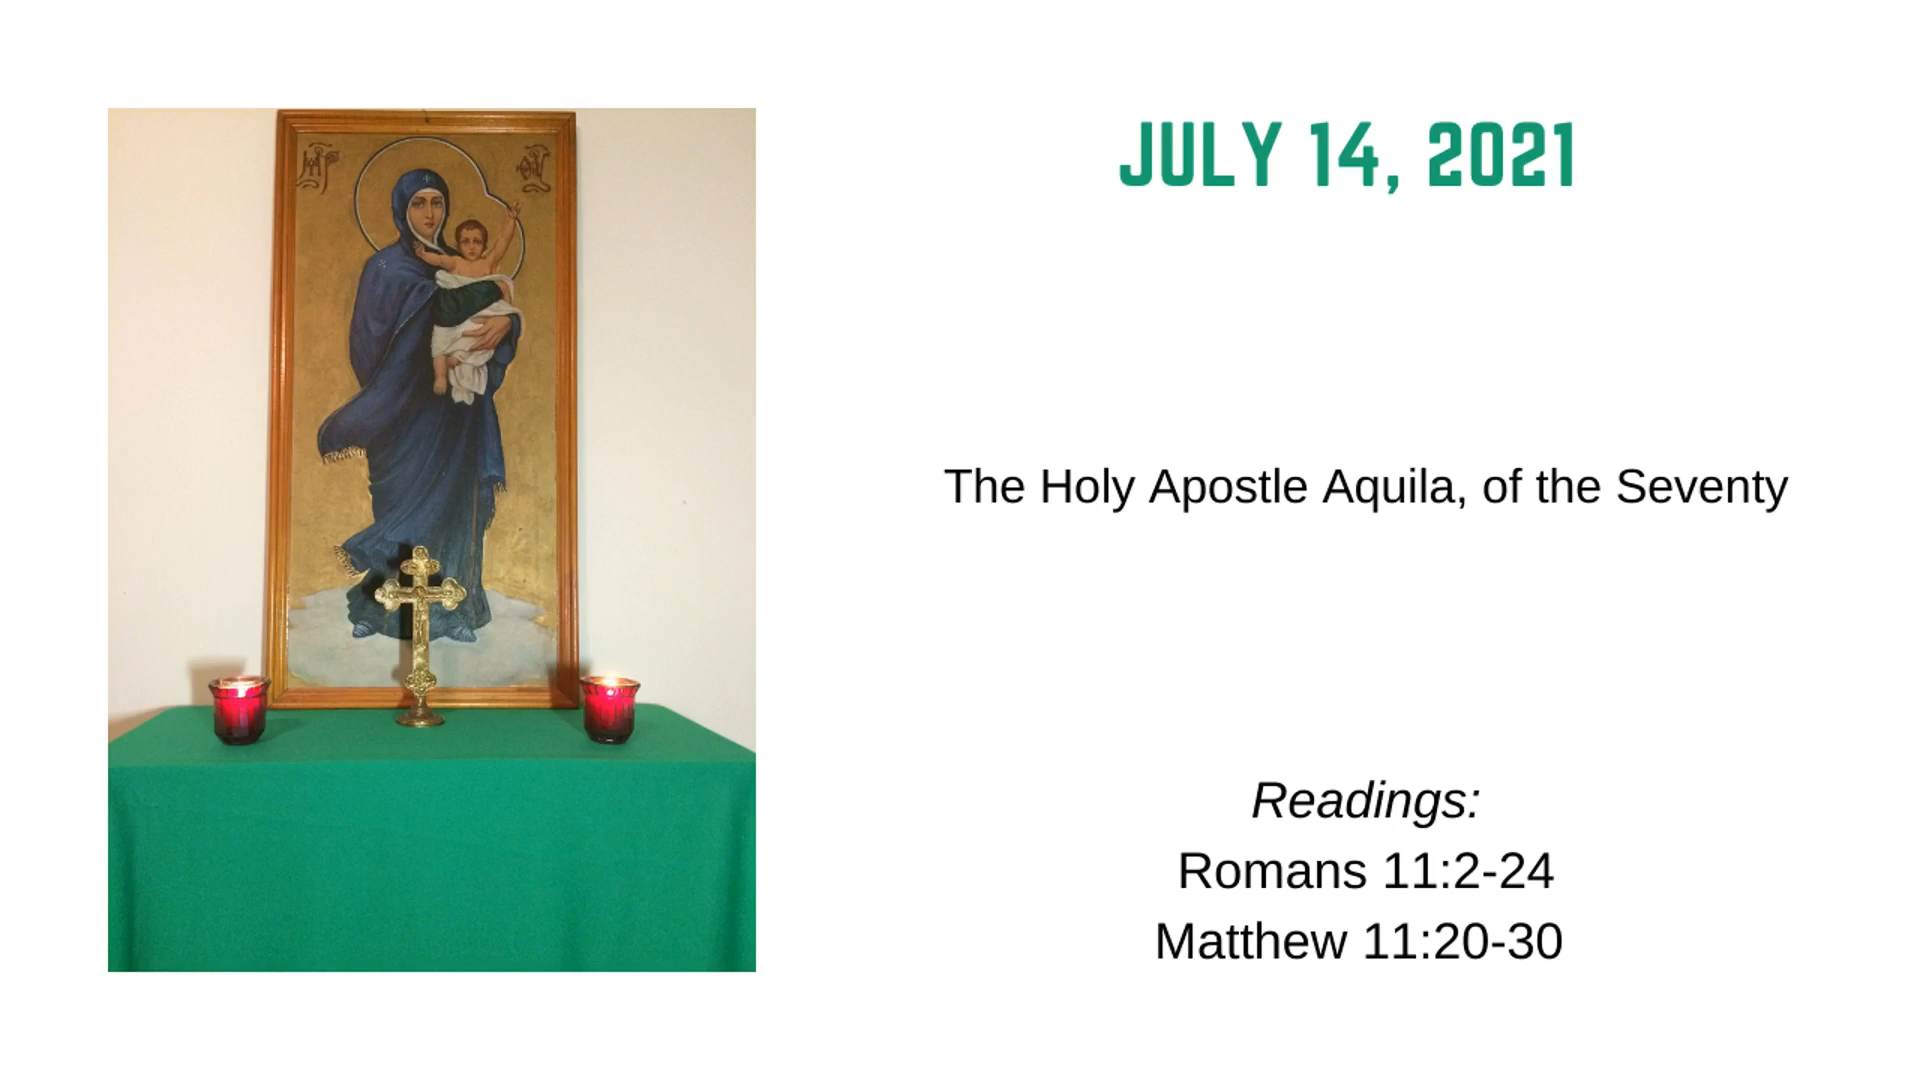 JULY 14, 2021
The Holy Apostle Aquila, of the Seventy
Readings:
Romans 11:2-24
Matthew 11:20-30